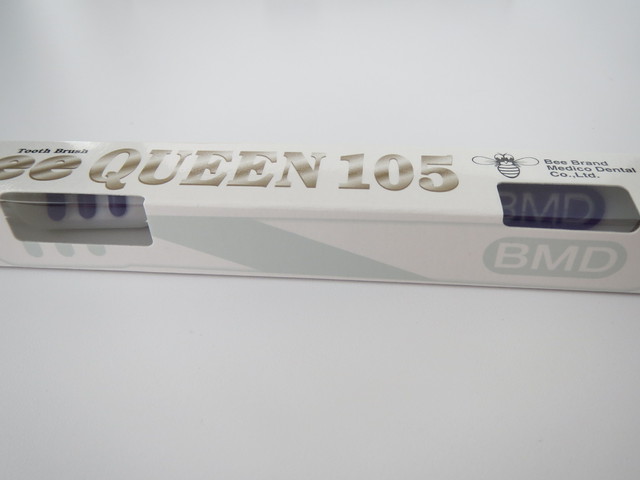 Tooth Brush
ee QUEEN 105
Bee Brand
Medico Dental
Co.,Ltd.
BMD
BMD